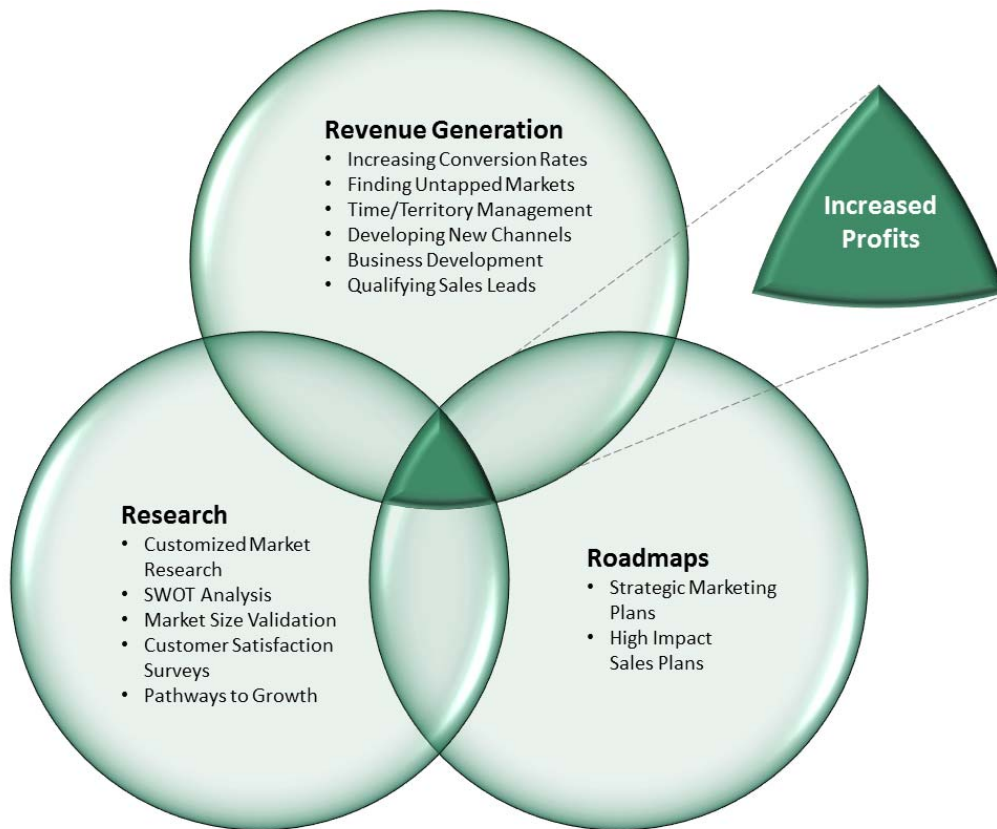 Revenue Generation
• Increasing Conversion Rates
• Finding Untapped Markets
• Time/Territory Management
• Developing New Channels
• Business Development
• Qualifying Sales Leads
Increased
Profits
Research
• Customized Market
Research
• SWOT Analysis
• Market Size Validation
• Customer Satisfaction
Surveys
• Pathways to Growth
Roadmaps
• Strategic Marketing
Plans
• High Impact
Sales Plans